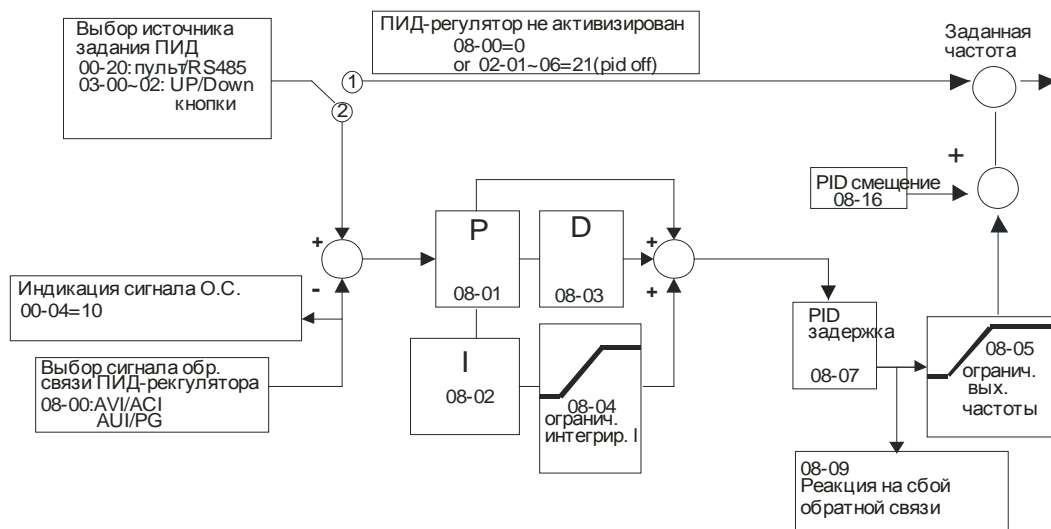 Выбор источника
задания ПИД
00-20: пульт/RS485
03-00~02: UP/Down
кнопки
ПИД-регулятор не активизирован
08-00=0
or 02-01~06=21(pid off)
Заданная
частота
1
2
+
PID смещение
08-16
P
08-01
D
08-03
+
-
+
+
Индикация сигнала О.С.
00-04=10
PID
задержка
08-07
08-05
огранич.
вых.
частоты
I
08-02
08-04
огранич.
интегрир. I
Выбор сигнала обр.
связи ПИД-рекгулятора
08-00:AVI/ACI
AUI/PG
08-09
Реакция на сбой
обратной связи